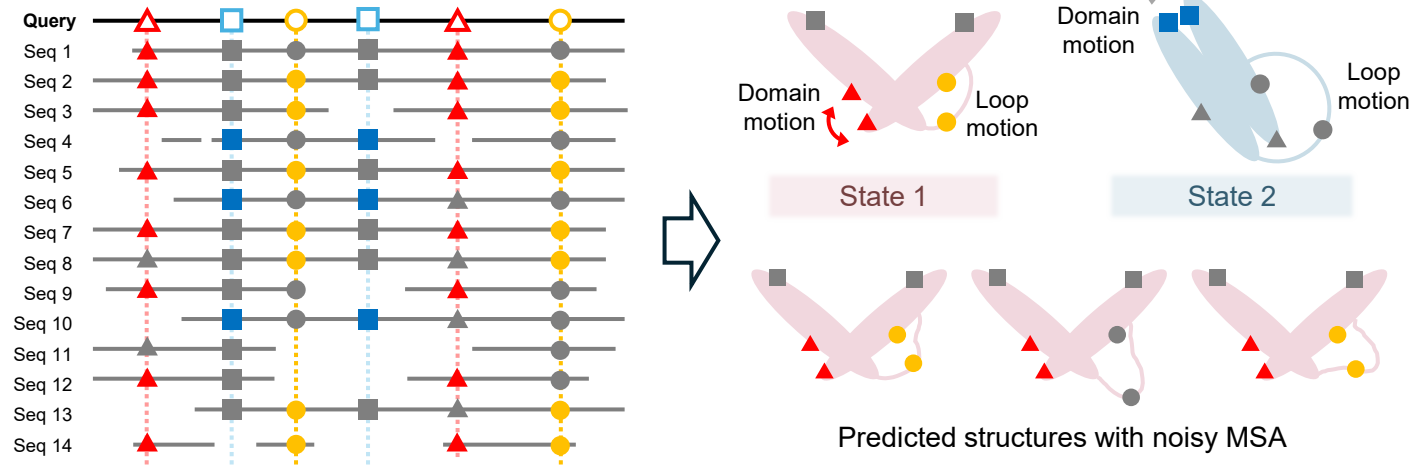 Query
Seq 1
Seq 2
Seq 3
Seq 4
Seq 5
Seq 6
Seq 7
Seq 8
Seq 9
Seq 10
Seq 11
Seq 12
Seq 13
Seq 14
Domain
motion
Loop
motion
State 1
Domain
motion
Loop
motion
State 2
Predicted structures with noisy MSA